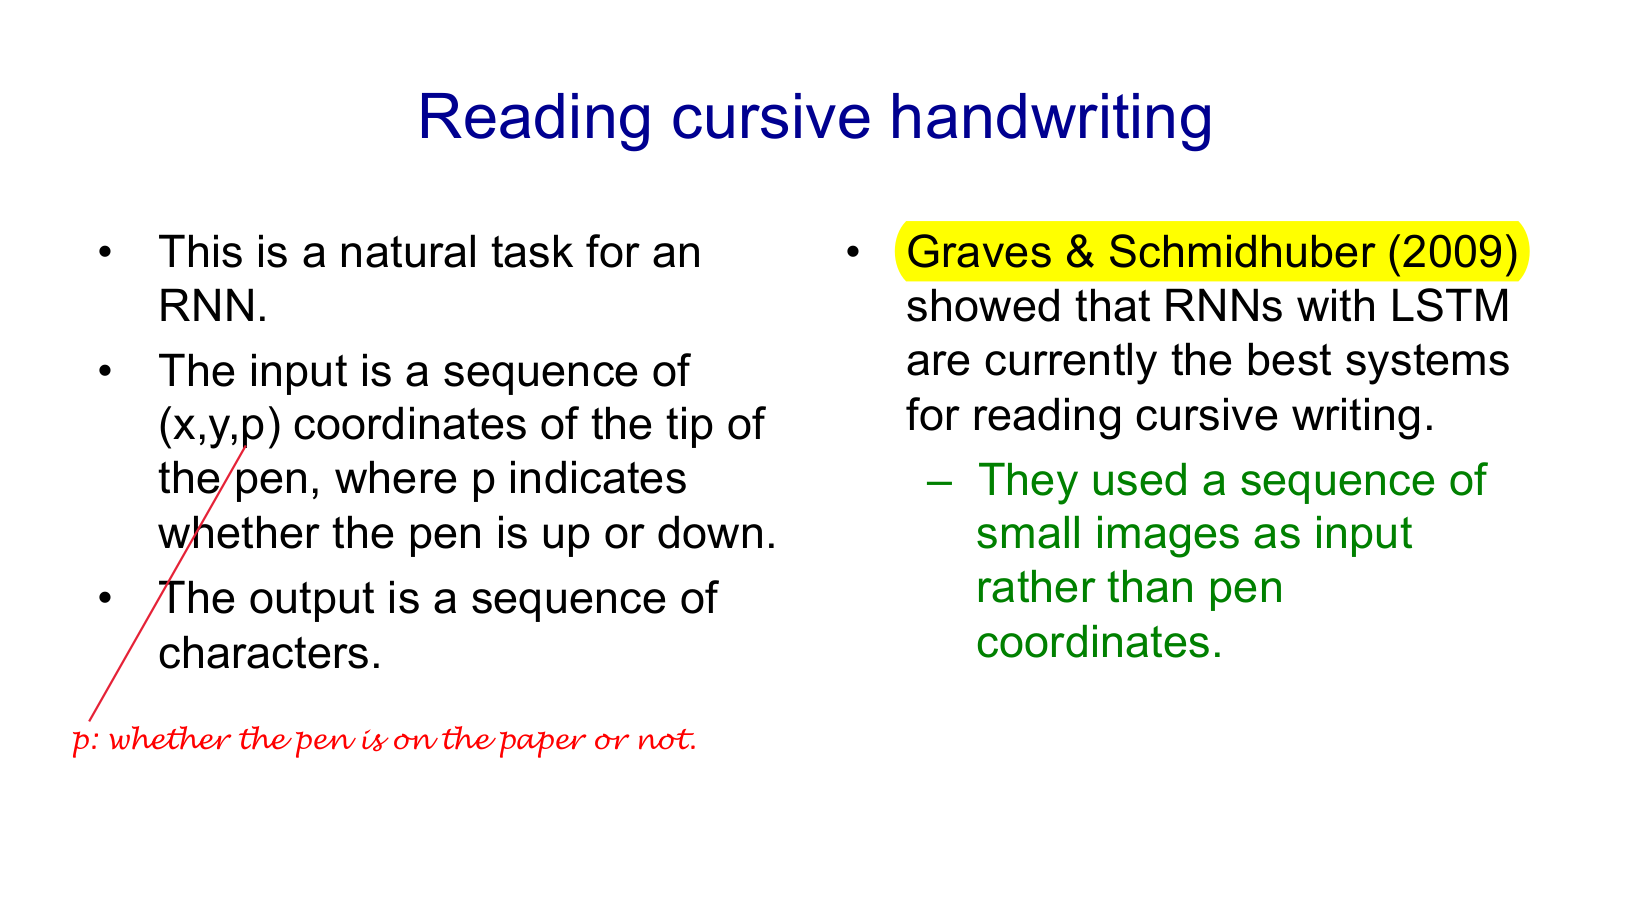 Reading cursive handwriting
• This is a natural task for an
RNN.
• The input is a sequence of
(x,y,p) coordinates of the tip of
the pen, where p indicates
whether the pen is up or down.
• The output is a sequence of
characters.
p: whether the pen is on the paper or not.
• Graves & Schmidhuber (2009)
showed that RNNs with LSTM
are currently the best systems
for reading cursive writing.
– They used a sequence of
small images as input
rather than pen
coordinates.